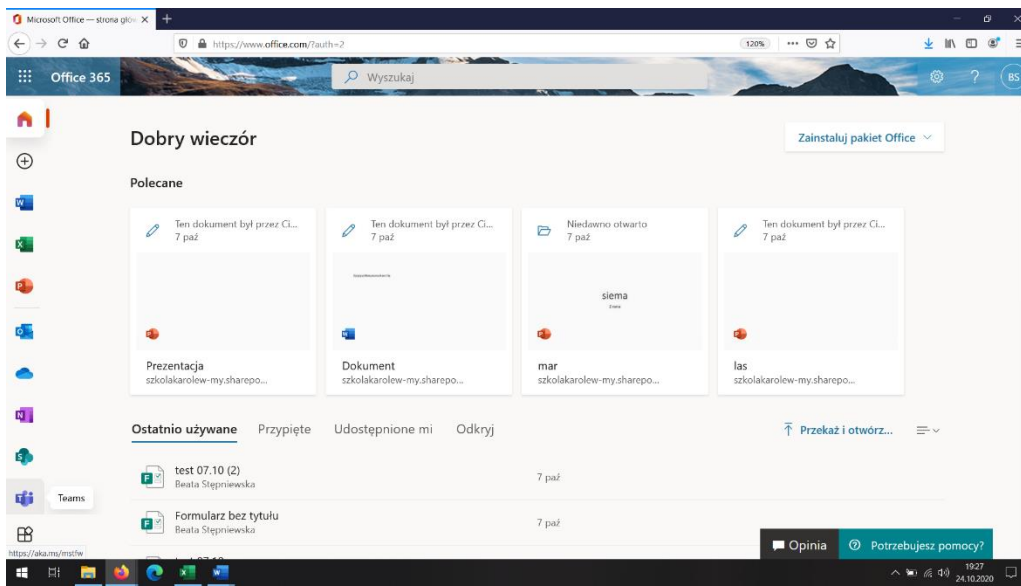 Microsoft Office — strona głów
https://www.office.com/?auth=2
120%
Office 365
Wyszukaj
BS
Dobry wieczór
Zainstaluj pakiet Office
Polecane
Ten dokument był przez Ci...
7 paź
Ten dokument był przez Ci...
7 paź
Niedawno otwarto
7 paź
Ten dokument był przez Ci...
7 paź
siema
Prezentacja
szkolakarolew-my.sharepo...
Dokument
szkolakarolew-my.sharepo...
mar
szkolakarolew-my.sharepo...
las
szkolakarolew-my.sharepo...
Ostatnio używane Przypięte Udostępnione mi Odkryj
Przekaż i otwórz...
test 07.10 (2)
Beata Stępniewska
7 paź
Formularz bez tytułu
Beata Stępniewska
7 paź
Teams
Opinia
Potrzebujesz pomocy?
https://aka.ms/mstfw
19:27
24.10.2020